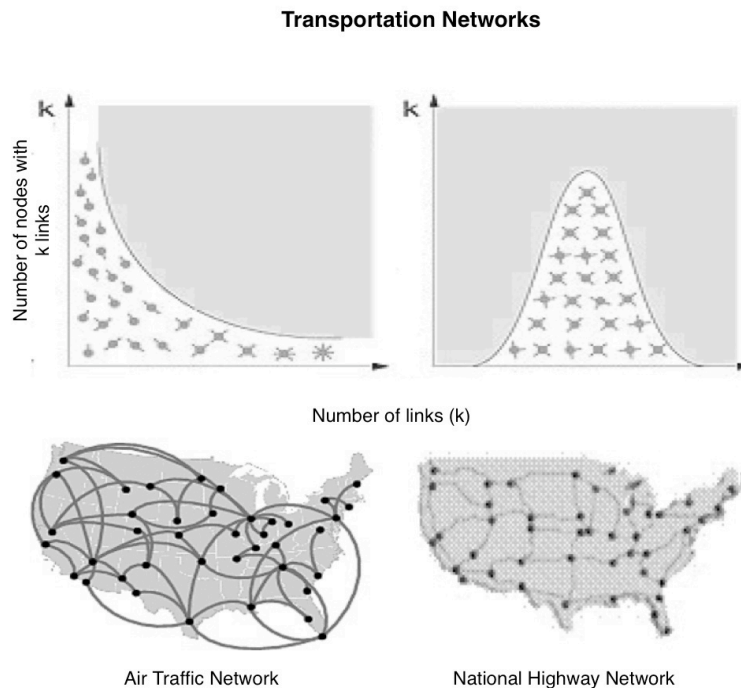 Transportation Networks
k
k
Number of nodes with
k links
Number of links (k)
Air Traffic Network
National Highway Network